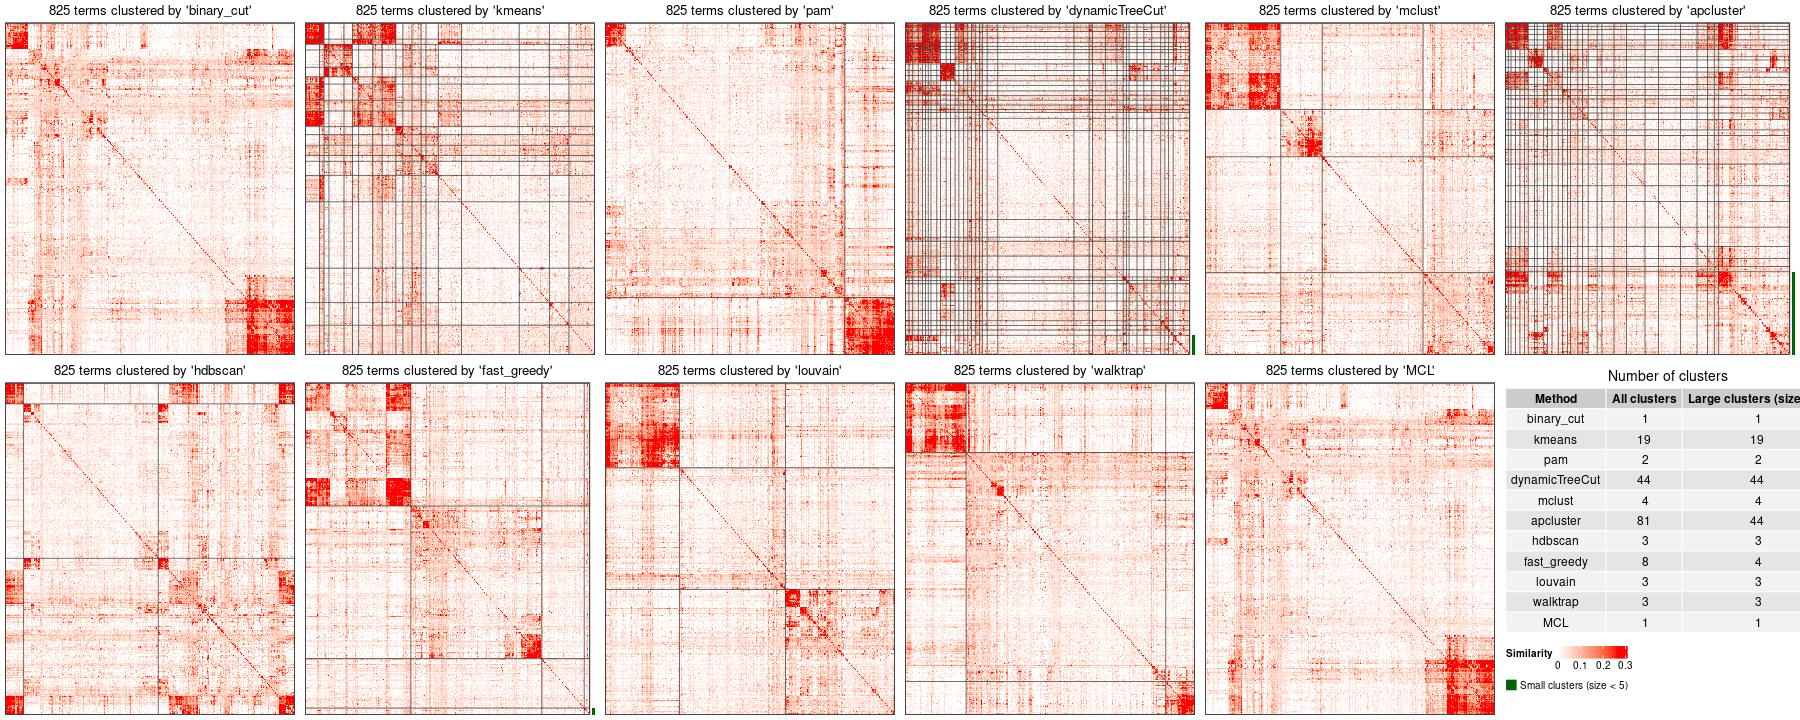 825 terms clustered by 'binary_cut'
825 terms clustered by 'kmeans'
825 terms clustered by 'pam'
825 terms clustered by 'dynamicTreeCut'
825 terms clustered by 'mclust'
825 terms clustered by 'apcluster'
825 terms clustered by 'hdbscan'
825 terms clustered by 'fast_greedy'
825 terms clustered by 'louvain'
825 terms clustered by 'walktrap'
825 terms clustered by 'MCL'
Number of clusters
Method All clusters Large clusters (size
binary_cut 1 1
kmeans 19 19
pam 2 2
dynamicTreeCut 44 44
mclust 4 4
apcluster 81 44
hdbscan 3 3
fast_greedy 8 4
louvain 3 3
walktrap 3 3
MCL 1 1
Similarity
0 0.1 0.2 0.3
Small clusters (size < 5)